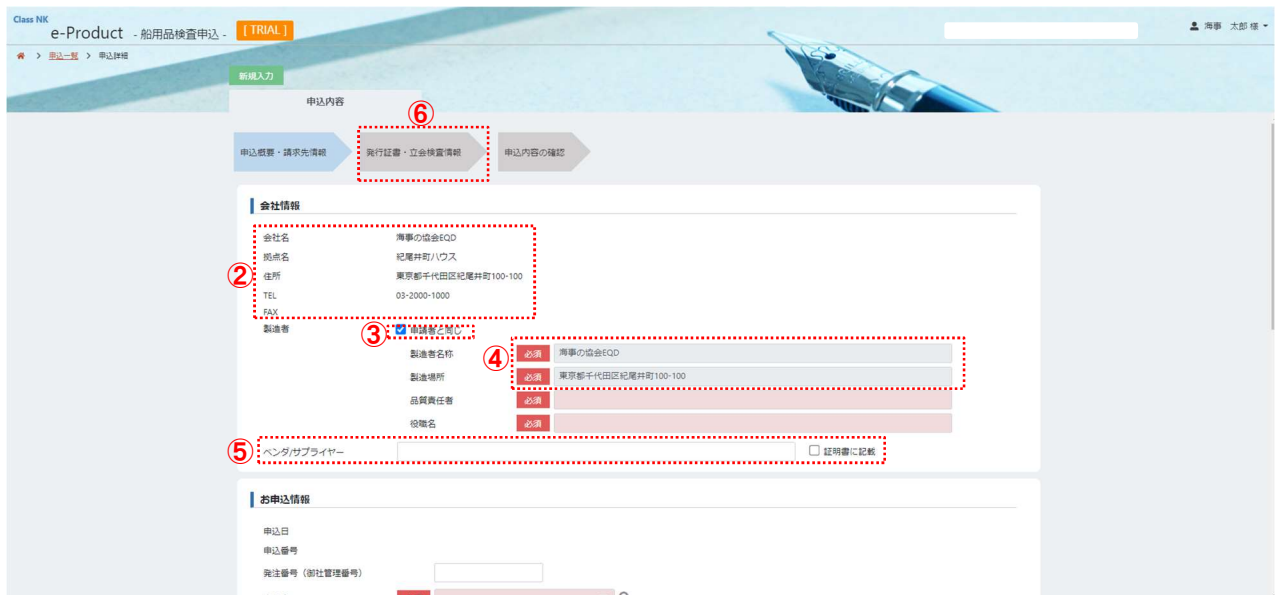 Class NK
e-Product - 船用品検査申込 - [ TRIAL ]
海事 太郎 様
> 申込一覧 > 申込詳細
新規入力
申込内容
⑥
申込概要・請求先情報 発行証書・立会検査情報 申込内容の確認
会社情報
会社名 海事の協会EQD
②
拠点名 紀尾井町ハウス
住所 東京都千代田区紀尾井町100-100
TEL 03-2000-1000
FAX
製造者 ③ 申請者と同じ
④
製造者名称 必須 海事の協会EQD
製造場所 必須 東京都千代田区紀尾井町100-100
品質責任者 必須
役職名 必須
⑤ ベンダ/サプライヤー 証明書に記載
お申込情報
申込日
申込番号
発注番号（御社管理番号）